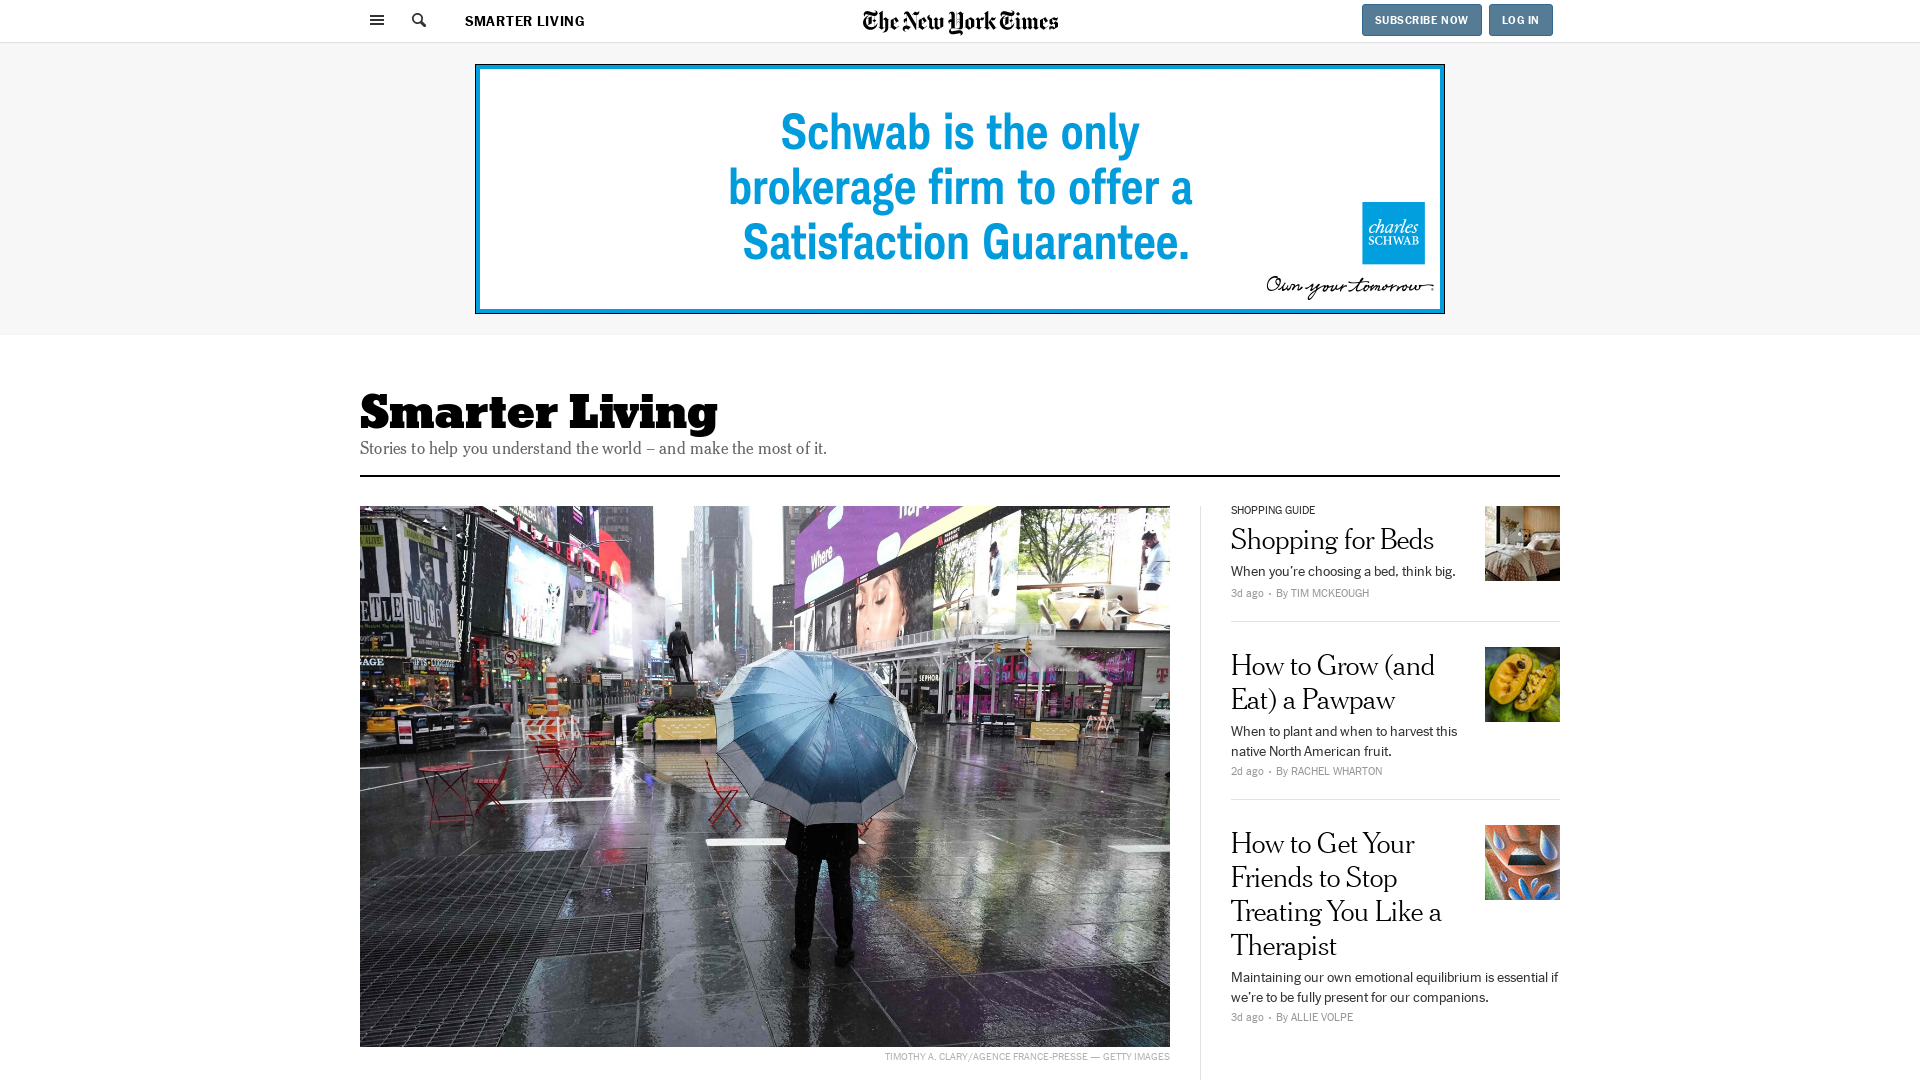 SMARTER LIVING
The New York Times
SUBSCRIBE NOW
LOG IN
Schwab is the only
brokerage firm to offer a
Satisfaction Guarantee.
charles
SCHWAB
Own your tomorrow.
Smarter Living
Stories to help you understand the world – and make the most of it.
Where
SEPHORA
TIMOTHY A. CLARY/AGENCE FRANCE-PRESSE — GETTY IMAGES
SHOPPING GUIDE
Shopping for Beds
When you’re choosing a bed, think big.
3d ago · By TIM MCKEOUGH
How to Grow (and
Eat) a Pawpaw
When to plant and when to harvest this
native North American fruit.
2d ago · By RACHEL WHARTON
How to Get Your
Friends to Stop
Treating You Like a
Therapist
Maintaining our own emotional equilibrium is essential if
we’re to be fully present for our companions.
3d ago · By ALLIE VOLPE